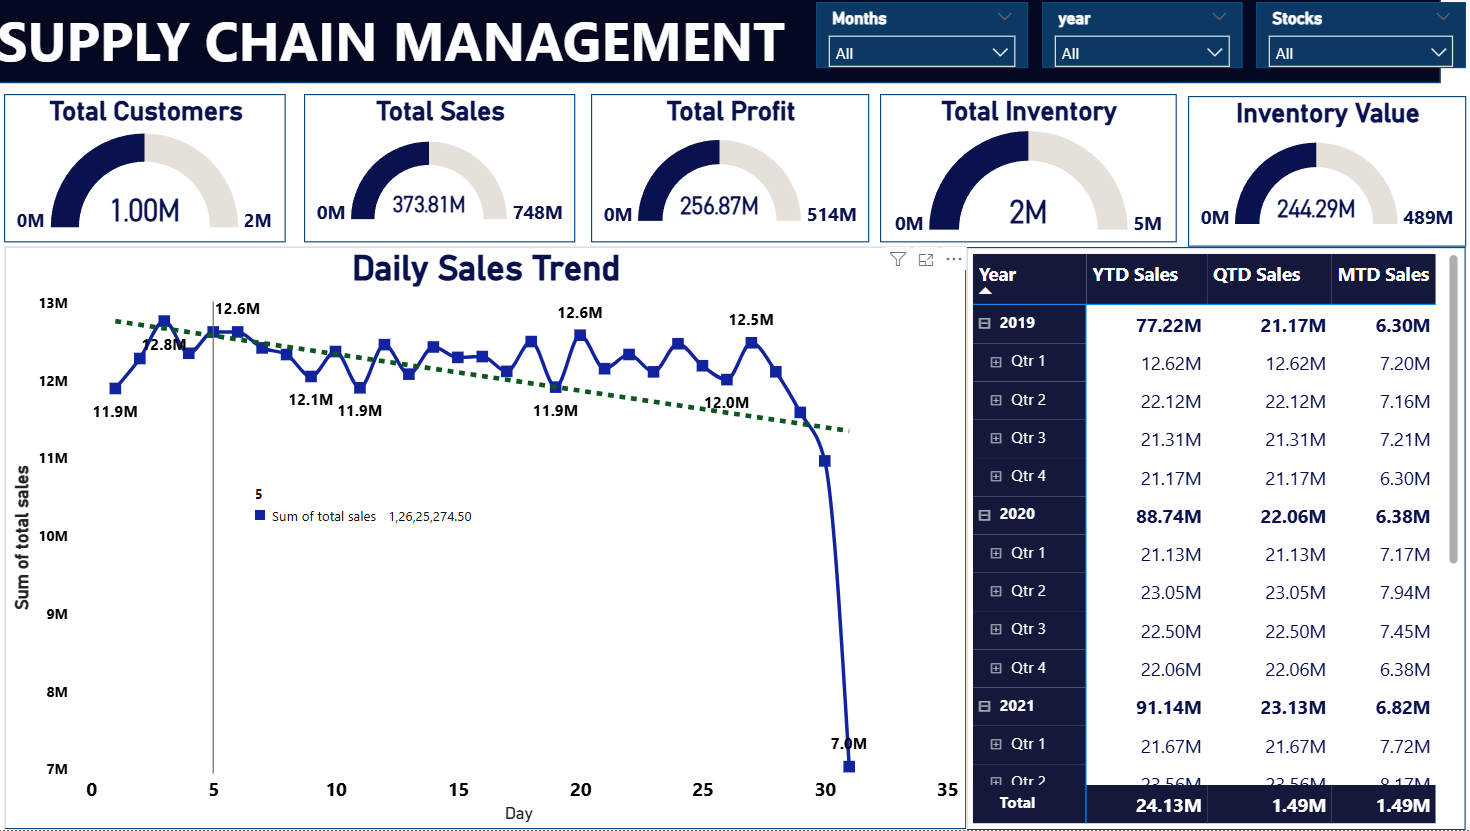 SUPPLY CHAIN MANAGEMENT
Months
All
year
All
Stocks
All
Total Customers
1.00M
0M
2M
Total Sales
373.81M
0M
748M
Total Profit
256.87M
0M
514M
Total Inventory
2M
0M
5M
Inventory Value
244.29M
0M
489M
Daily Sales Trend
Sum of total sales
13M
12M
11M
10M
9M
8M
7M
11.9M
12.8M
12.6M
12.1M
11.9M
11.9M
12.6M
12.0M
12.5M
7.0M
5
Sum of total sales 1,26,25,274.50
0 5 10 15 20 25 30 35
Day
Year YTD Sales QTD Sales MTD Sales
2019 77.22M 21.17M 6.30M
Qtr 1 12.62M 12.62M 7.20M
Qtr 2 22.12M 22.12M 7.16M
Qtr 3 21.31M 21.31M 7.21M
Qtr 4 21.17M 21.17M 6.30M
2020 88.74M 22.06M 6.38M
Qtr 1 21.13M 21.13M 7.17M
Qtr 2 23.05M 23.05M 7.94M
Qtr 3 22.50M 22.50M 7.45M
Qtr 4 22.06M 22.06M 6.38M
2021 91.14M 23.13M 6.82M
Qtr 1 21.67M 21.67M 7.72M
Qtr 2 23.56M 23.56M 8.17M
Total 24.13M 1.49M 1.49M